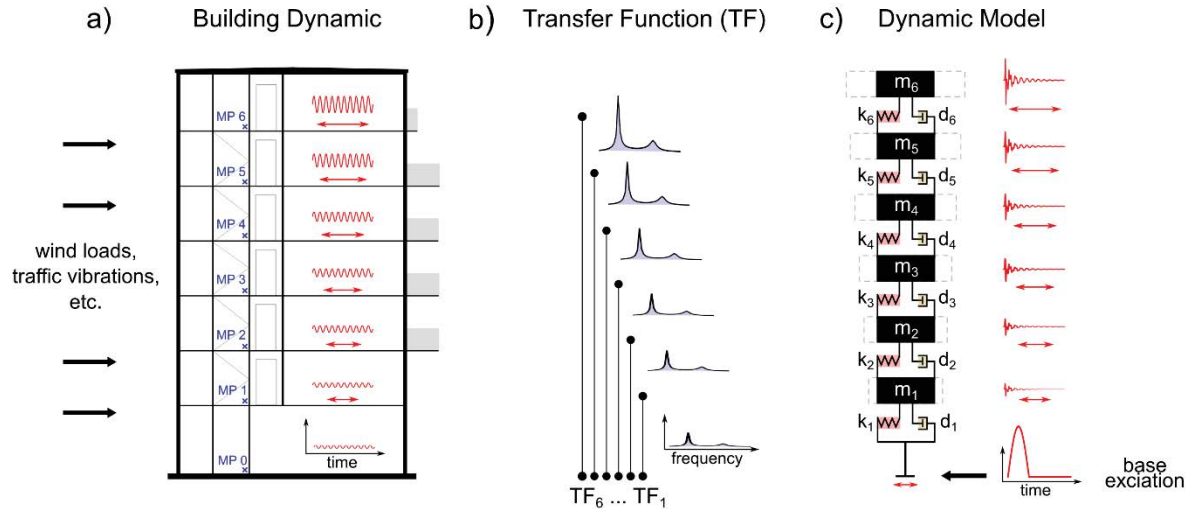 a) Building Dynamic
MP 6
MP 5
MP 4
MP 3
MP 2
MP 1
MP 0
wind loads,
traffic vibrations,
etc.
time
b) Transfer Function (TF)
frequency
TF6 ... TF1
c) Dynamic Model
m6
k6 d6
m5
k5 d5
m4
k4 d4
m3
k3 d3
m2
k2 d2
m1
k1 d1
time
base
exciation